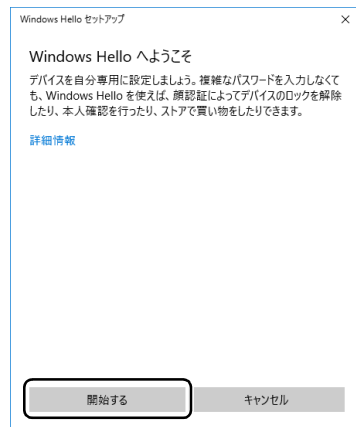 Windows Hello セットアップ
Windows Hello へようこそ
デバイスを自分専用に設定しましょう。複雑なパスワードを入力しなくて
も、Windows Hello を使えば、顔認証によってデバイスのロックを解除
したり、本人確認を行ったり、ストアで買い物をしたりできます。
詳細情報
開始する
キャンセル